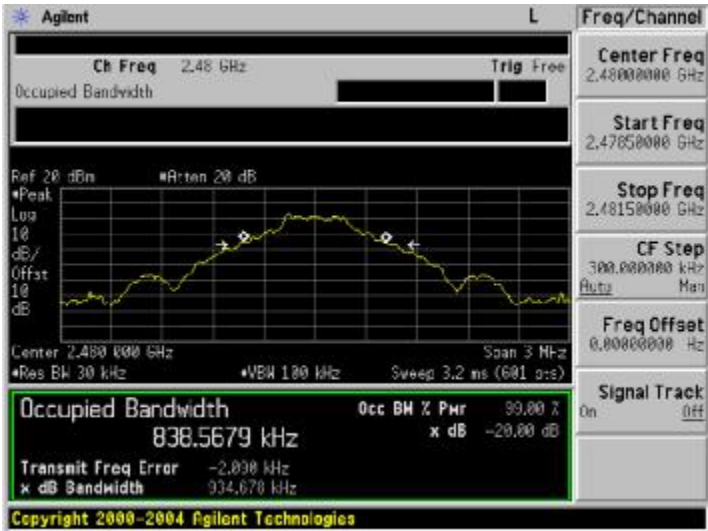 Agilent L Freq/Channel
Ch Freq 2.48 GHz Trig Free
Occupied Bandwidth
Center Freq
2.48000000 GHz
Start Freq
2.47850000 GHz
Stop Freq
2.48150000 GHz
CF Step
300.000000 kHz
Auto Man
Freq Offset
0.00000000 Hz
Signal Track
On Off
Ref 20 dBm #Atten 20 dB
#Peak
Log
10
dB/
Offst
10
dB
Center 2.480 000 GHz Span 3 MHz
#Res BW 30 kHz #VBW 100 kHz Sweep 3.2 ms (601 pts)
Occupied Bandwidth Occ BW % Pwr 99.00 %
838.5679 kHz x dB -20.00 dB
Transmit Freq Error -2.090 kHz
x dB Bandwidth 934.678 kHz
Copyright 2000-2004 Agilent Technologies